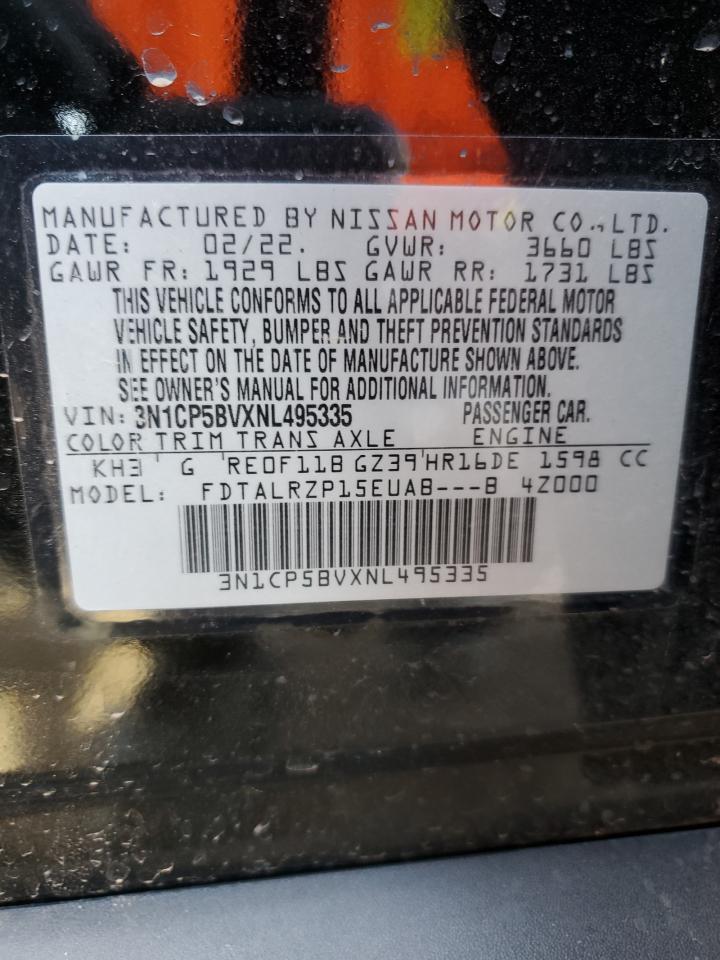 MANUFACTURED BY NISSAN MOTOR CO., LTD.
DATE: 02/22. GVWR: 3660 LBS
GAWR FR: 1929 LBS GAWR RR: 1731 LBS
THIS VEHICLE CONFORMS TO ALL APPLICABLE FEDERAL MOTOR
VEHICLE SAFETY, BUMPER AND THEFT PREVENTION STANDARDS
IN EFFECT ON THE DATE OF MANUFACTURE SHOWN ABOVE.
SEE OWNER'S MANUAL FOR ADDITIONAL INFORMATION.
VIN: 3N1CP5BVXNL495335 PASSENGER CAR.
COLOR TRIM TRANS AXLE ENGINE
KH3 G RE0F11B GZ39 HR16DE 1598 CC
MODEL: FDTALRZP15EUAB---B 4Z000
3N1CP5BVXNL495335